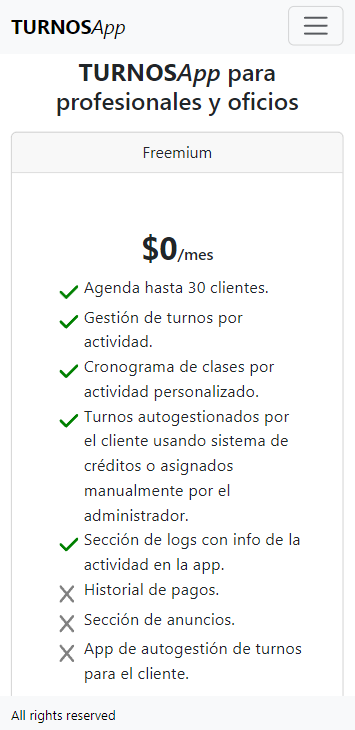 TURNOSApp
TURNOSApp para
profesionales y oficios
Freemium
$0/mes
Agenda hasta 30 clientes.
Gestión de turnos por
actividad.
Cronograma de clases por
actividad personalizado.
Turnos autogestionados por
el cliente usando sistema de
créditos o asignados
manualmente por el
administrador.
Sección de logs con info de la
actividad en la app.
Historial de pagos.
Sección de anuncios.
App de autogestión de turnos
para el cliente.
All rights reserved